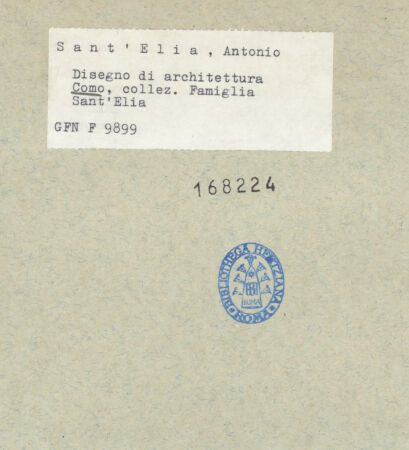 Sant'Elia, Antonio
Disegno di architettura
Como, collez. Famiglia
Sant'Elia
GFN F 9899
168224
BIBLIOTHECA HERTZIANA
ROMA